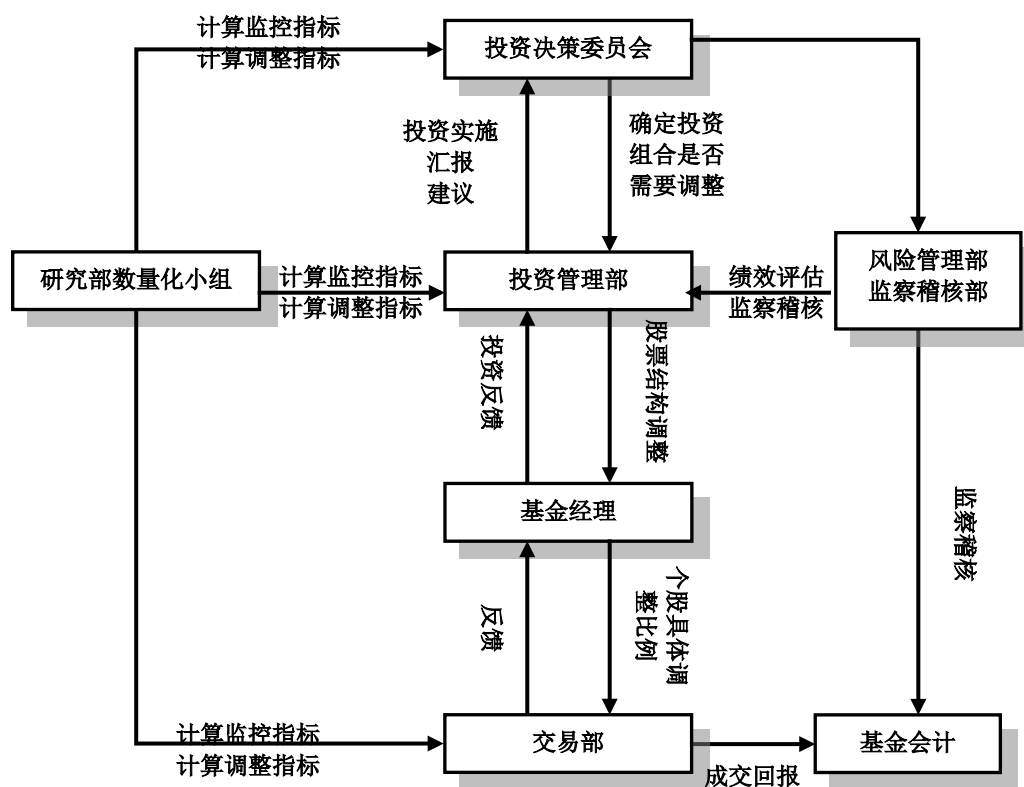 计算监控指标
计算调整指标
投资决策委员会
投资实施
汇报
建议
确定投资
组合是否
需要调整
研究部数量化小组
计算监控指标
计算调整指标
投资管理部
绩效评估
监察稽核
风险管理部
监察稽核部
投资反馈
股票结构调整
基金经理
监察稽核
反馈
个股具体调
整比例
计算监控指标
计算调整指标
交易部
成交回报
基金会计